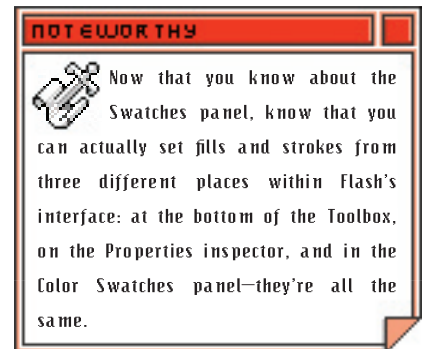 NOTEWORTHY
Now that you know about the
Swatches panel, know that you
can actually set fills and strokes from
three different places within Flash's
interface: at the bottom of the Toolbox,
on the Properties inspector, and in the
Color Swatches panel—they're all the
same.